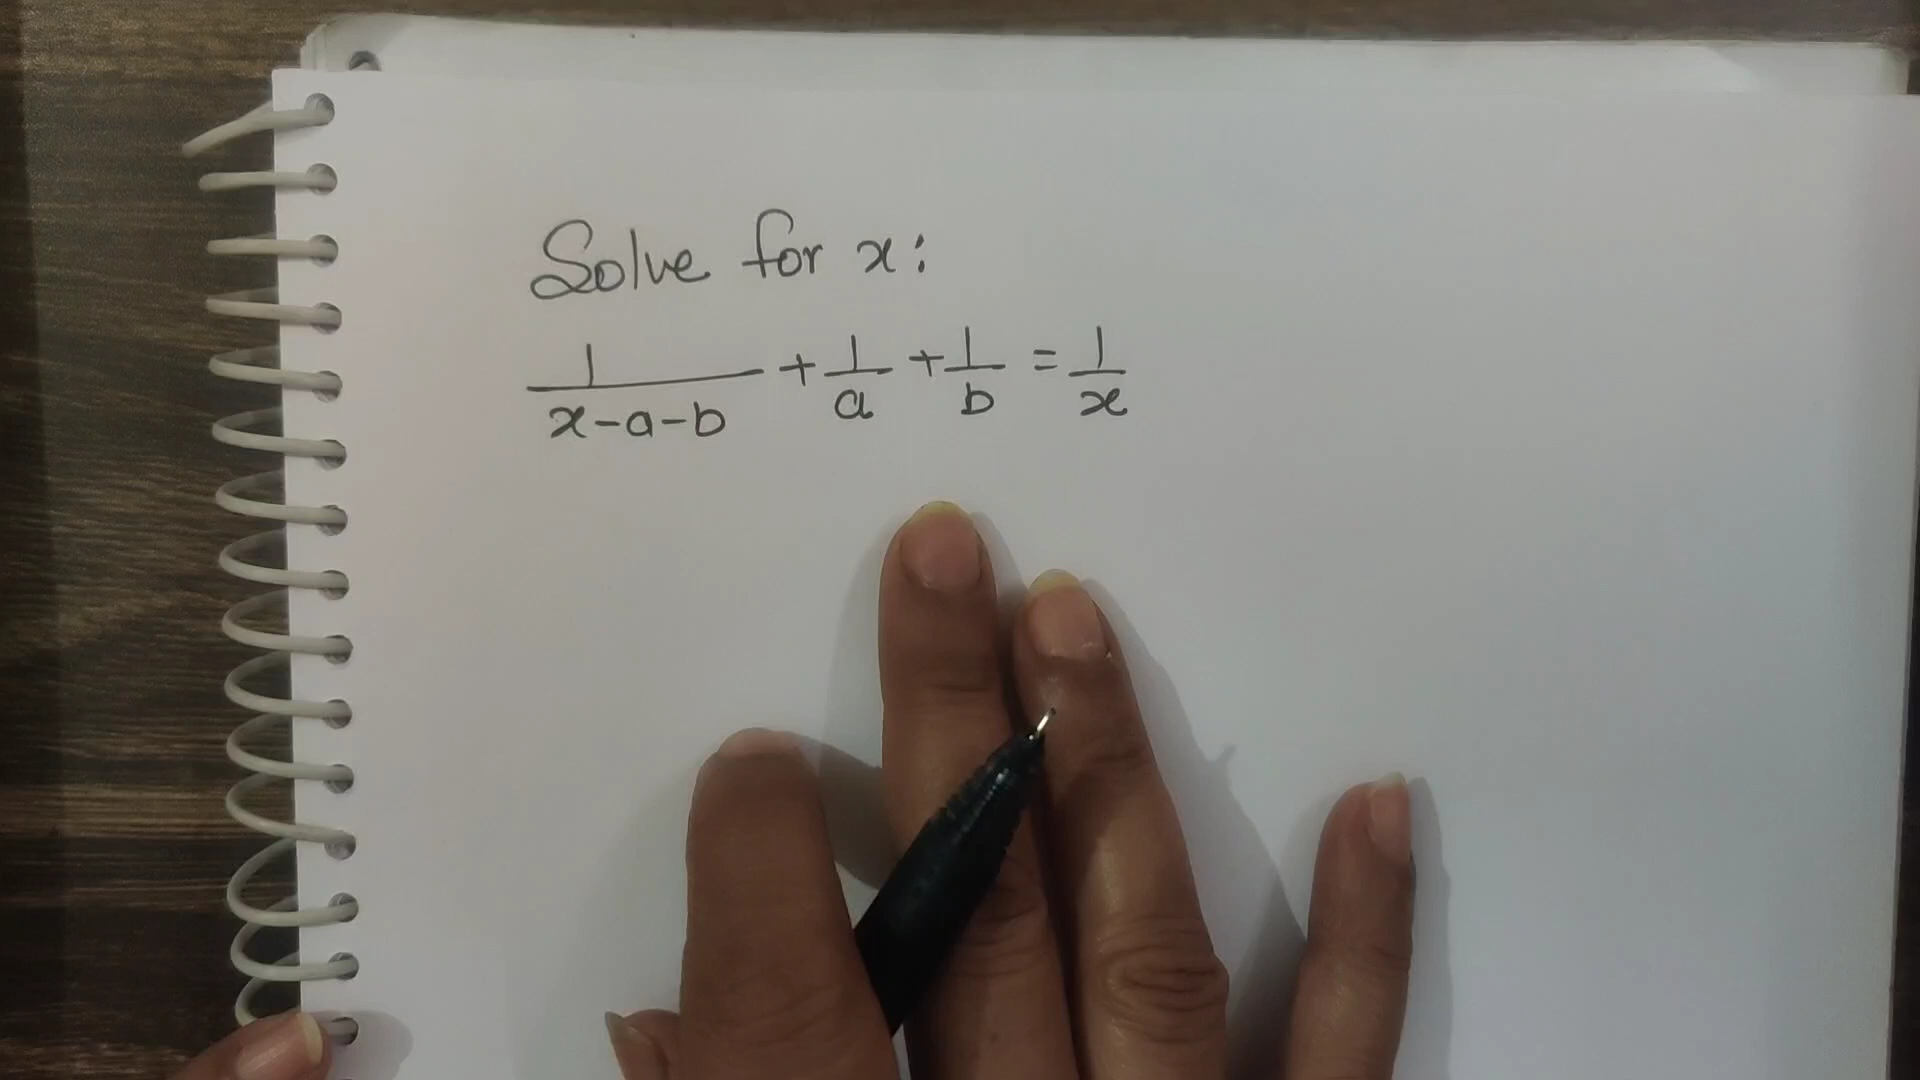 Solve for x:
1/(x-a-b) + 1/a + 1/b = 1/x